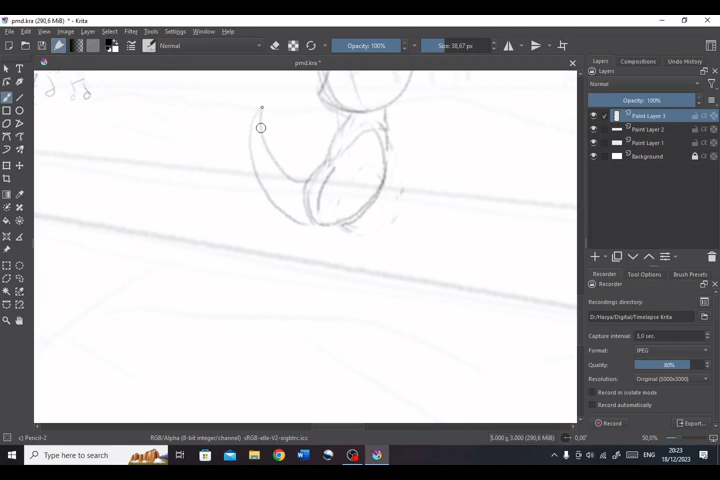 pmd.kra (290,6 MiB) * - Krita
File Edit View Image Layer Select Filter Tools Settings Window Help
Normal
Opacity: 100%
Size: 38,67 px
pmd.kra *
Layers Compositions Undo History
Layers
Normal
Opacity: 100%
Paint Layer 3
Paint Layer 2
Paint Layer 1
Background
Recorder Tool Options Brush Presets
Recorder
Recordings directory:
D:/Hasya/Digital/Timelapse Krita
Capture interval: 3,0 sec.
Format: JPEG
Quality: 80%
Resolution: Original (5000x3000)
Record in isolate mode
Record automatically
Record Export...
c) Pencil-2
RGB/Alpha (8-bit integer/channel) sRGB-elle-V2-srgbtrc.icc
5.000 x 3.000 (290,6 MiB)
0,00°
50,0%
Type here to search
ENG
20:23
18/12/2023